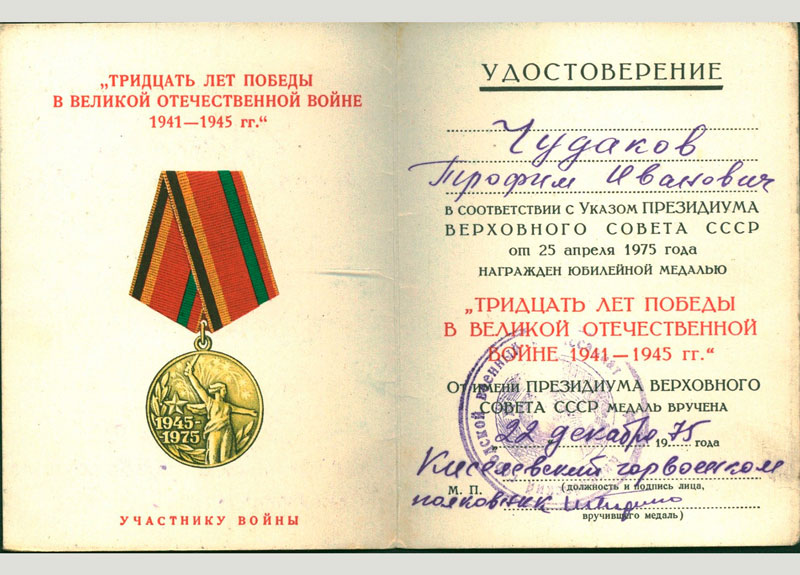 „ТРИДЦАТЬ ЛЕТ ПОБЕДЫ
В ВЕЛИКОЙ ОТЕЧЕСТВЕННОЙ ВОЙНЕ
1941—1945 гг.“
1945-
1975
УЧАСТНИКУ ВОЙНЫ
УДОСТОВЕРЕНИЕ
Чудаков
Трофим Иванович
в соответствии с Указом ПРЕЗИДИУМА
ВЕРХОВНОГО СОВЕТА СССР
от 25 апреля 1975 года
награжден юбилейной медалью
„ТРИДЦАТЬ ЛЕТ ПОБЕДЫ
В ВЕЛИКОЙ ОТЕЧЕСТВЕННОЙ
ВОЙНЕ 1941—1945 гг.“
От имени ПРЕЗИДИУМА ВЕРХОВНОГО
СОВЕТА СССР медаль вручена
„22„ декабря 1975 года
Киселевский горвоенком
М. П. (должность и подпись лица,
полковник
вручившего медаль)